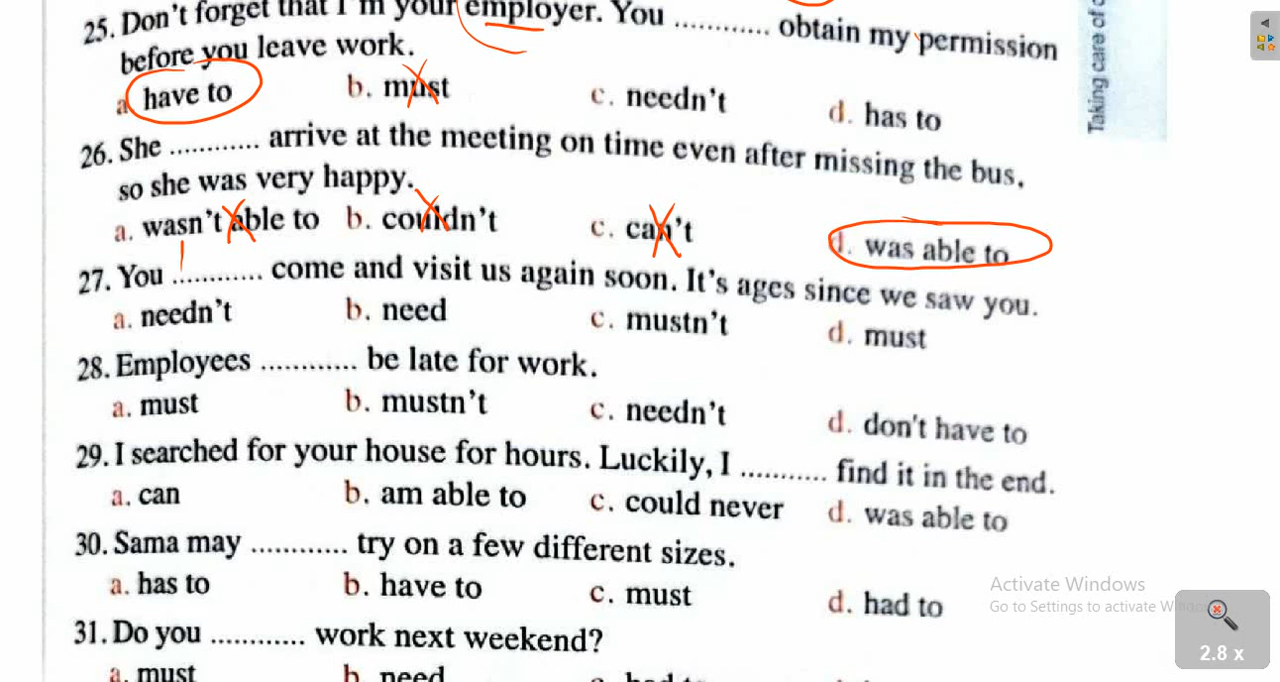 25. Don't forget that I'm your employer. You ............ obtain my permission
before you leave work.
a have to b. must c. needn't d. has to
26. She ............ arrive at the meeting on time even after missing the bus,
so she was very happy.
a. wasn't able to b. couldn't c. can't d. was able to
27. You ............ come and visit us again soon. It's ages since we saw you.
a. needn't b. need c. mustn't d. must
28. Employees ............ be late for work.
a. must b. mustn't c. needn't d. don't have to
29. I searched for your house for hours. Luckily, I ........... find it in the end.
a. can b. am able to c. could never d. was able to
30. Sama may ............ try on a few different sizes.
a. has to b. have to c. must d. had to
31. Do you ............ work next weekend?
a. must b. need
Taking care of
Activate Windows
Go to Settings to activate
2.8 x